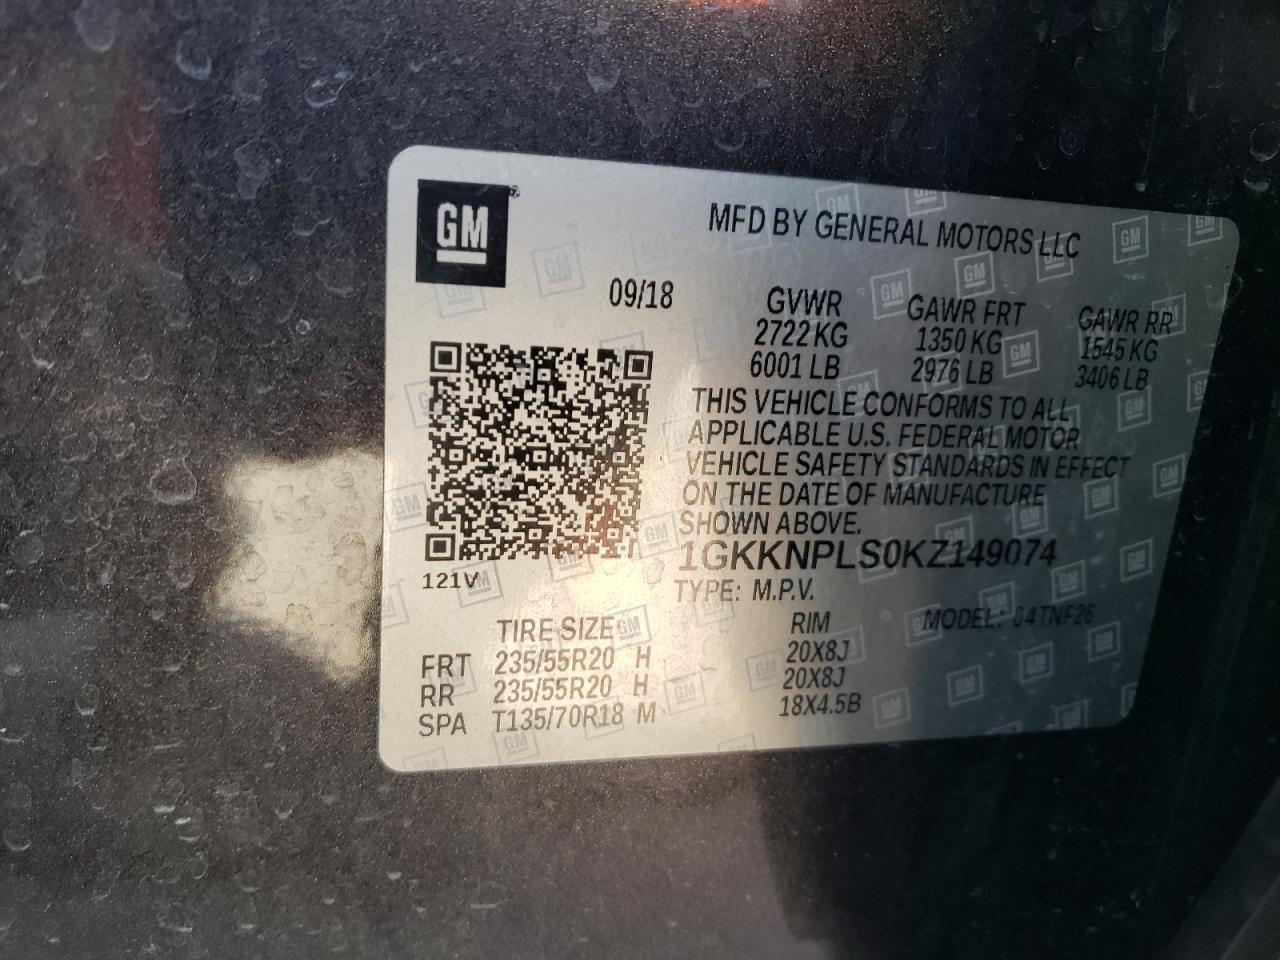 GM
MFD BY GENERAL MOTORS LLC
09/18
GVWR GAWR FRT GAWR RR
2722 KG 1350 KG 1545 KG
6001 LB 2976 LB 3406 LB
THIS VEHICLE CONFORMS TO ALL
APPLICABLE U.S. FEDERAL MOTOR
VEHICLE SAFETY STANDARDS IN EFFECT
ON THE DATE OF MANUFACTURE
SHOWN ABOVE.
1GKKNPLS0KZ149074
121V
TYPE: M.P.V.
MODEL: 04TNF26
TIRE SIZE RIM
FRT 235/55R20 H 20X8J
RR 235/55R20 H 20X8J
SPA T135/70R18 M 18X4.5B